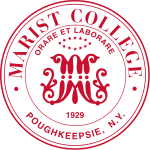 · MARIST COLLEGE ·
ORARE ET LABORARE
1929
POUGHKEEPSIE, N.Y.